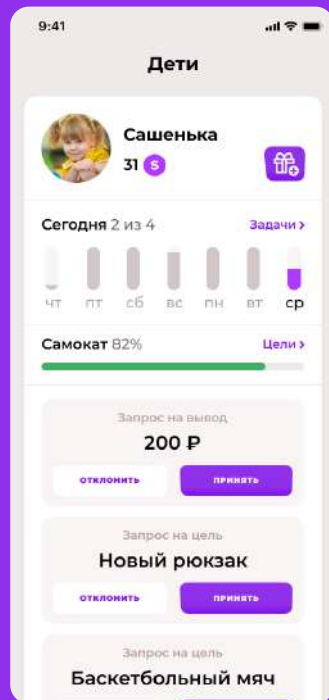 9:41
Дети
Сашенька
31 S
Сегодня 2 из 4 Задачи >
чт пт сб вс пн вт ср
Самокат 82% Цели >
Запрос на вывод
200 ₽
ОТКЛОНИТЬ ПРИНЯТЬ
Запрос на цель
Новый рюкзак
ОТКЛОНИТЬ ПРИНЯТЬ
Запрос на цель
Баскетбольный мяч